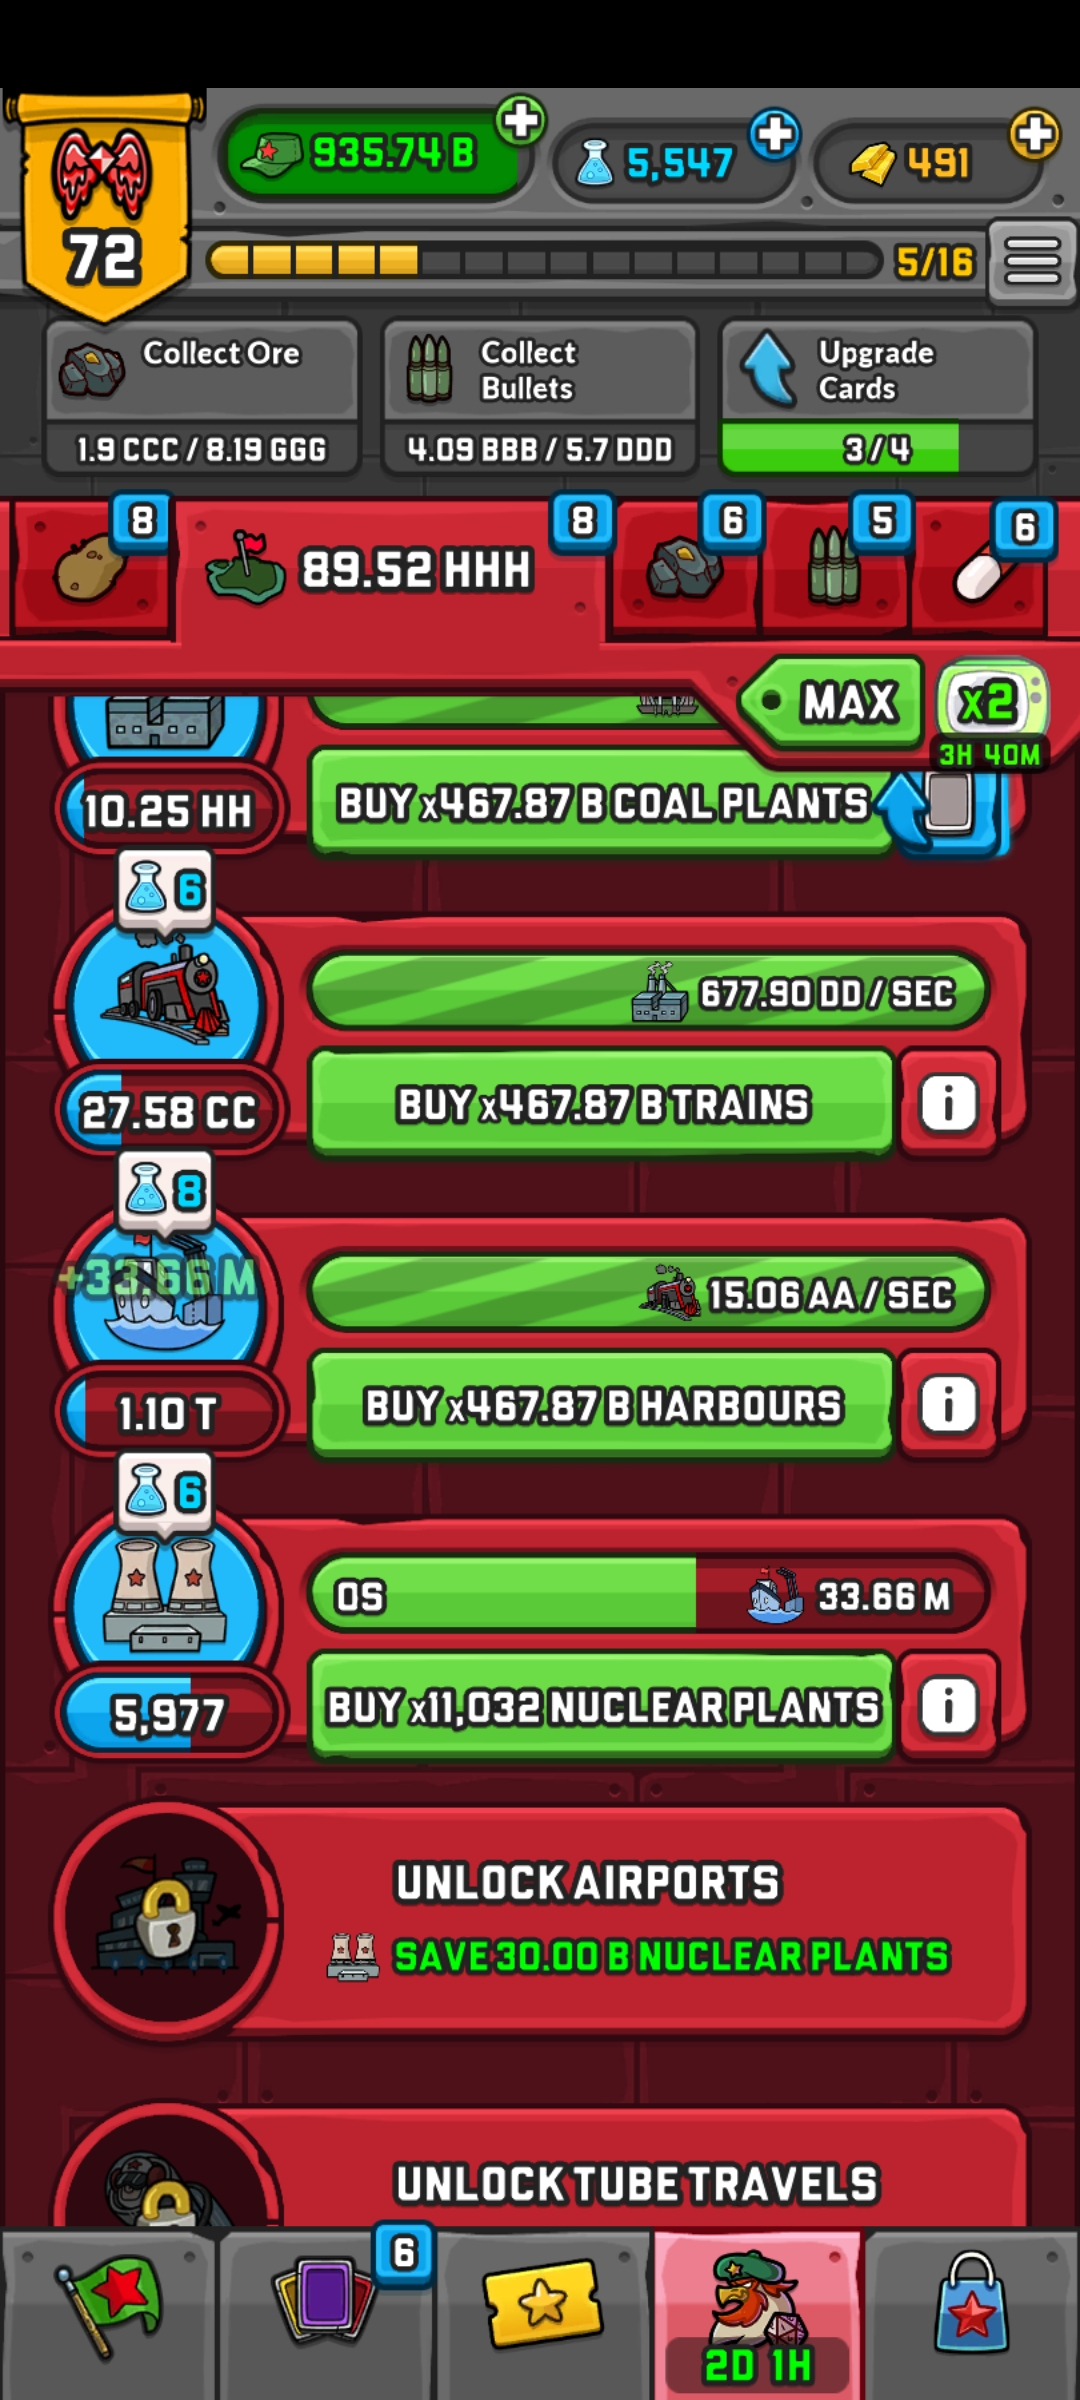 935.74 B
5,547
491
72
5/16
Collect Ore
1.9 CCC / 8.19 GGG
Collect
Bullets
4.09 BBB / 5.7 DDD
Upgrade
Cards
3/4
8
89.52 HHH
8
6
5
6
MAX
x2
3H 40M
10.25 HH
BUY x467.87 B COAL PLANTS
6
677.90 DD / SEC
27.58 CC
BUY x467.87 B TRAINS
i
8
+33.66 M
15.06 AA / SEC
1.10 T
BUY x467.87 B HARBOURS
i
6
0S
33.66 M
5,977
BUY x11,032 NUCLEAR PLANTS
i
UNLOCK AIRPORTS
SAVE 30.00 B NUCLEAR PLANTS
UNLOCK TUBE TRAVELS
6
2D 1H